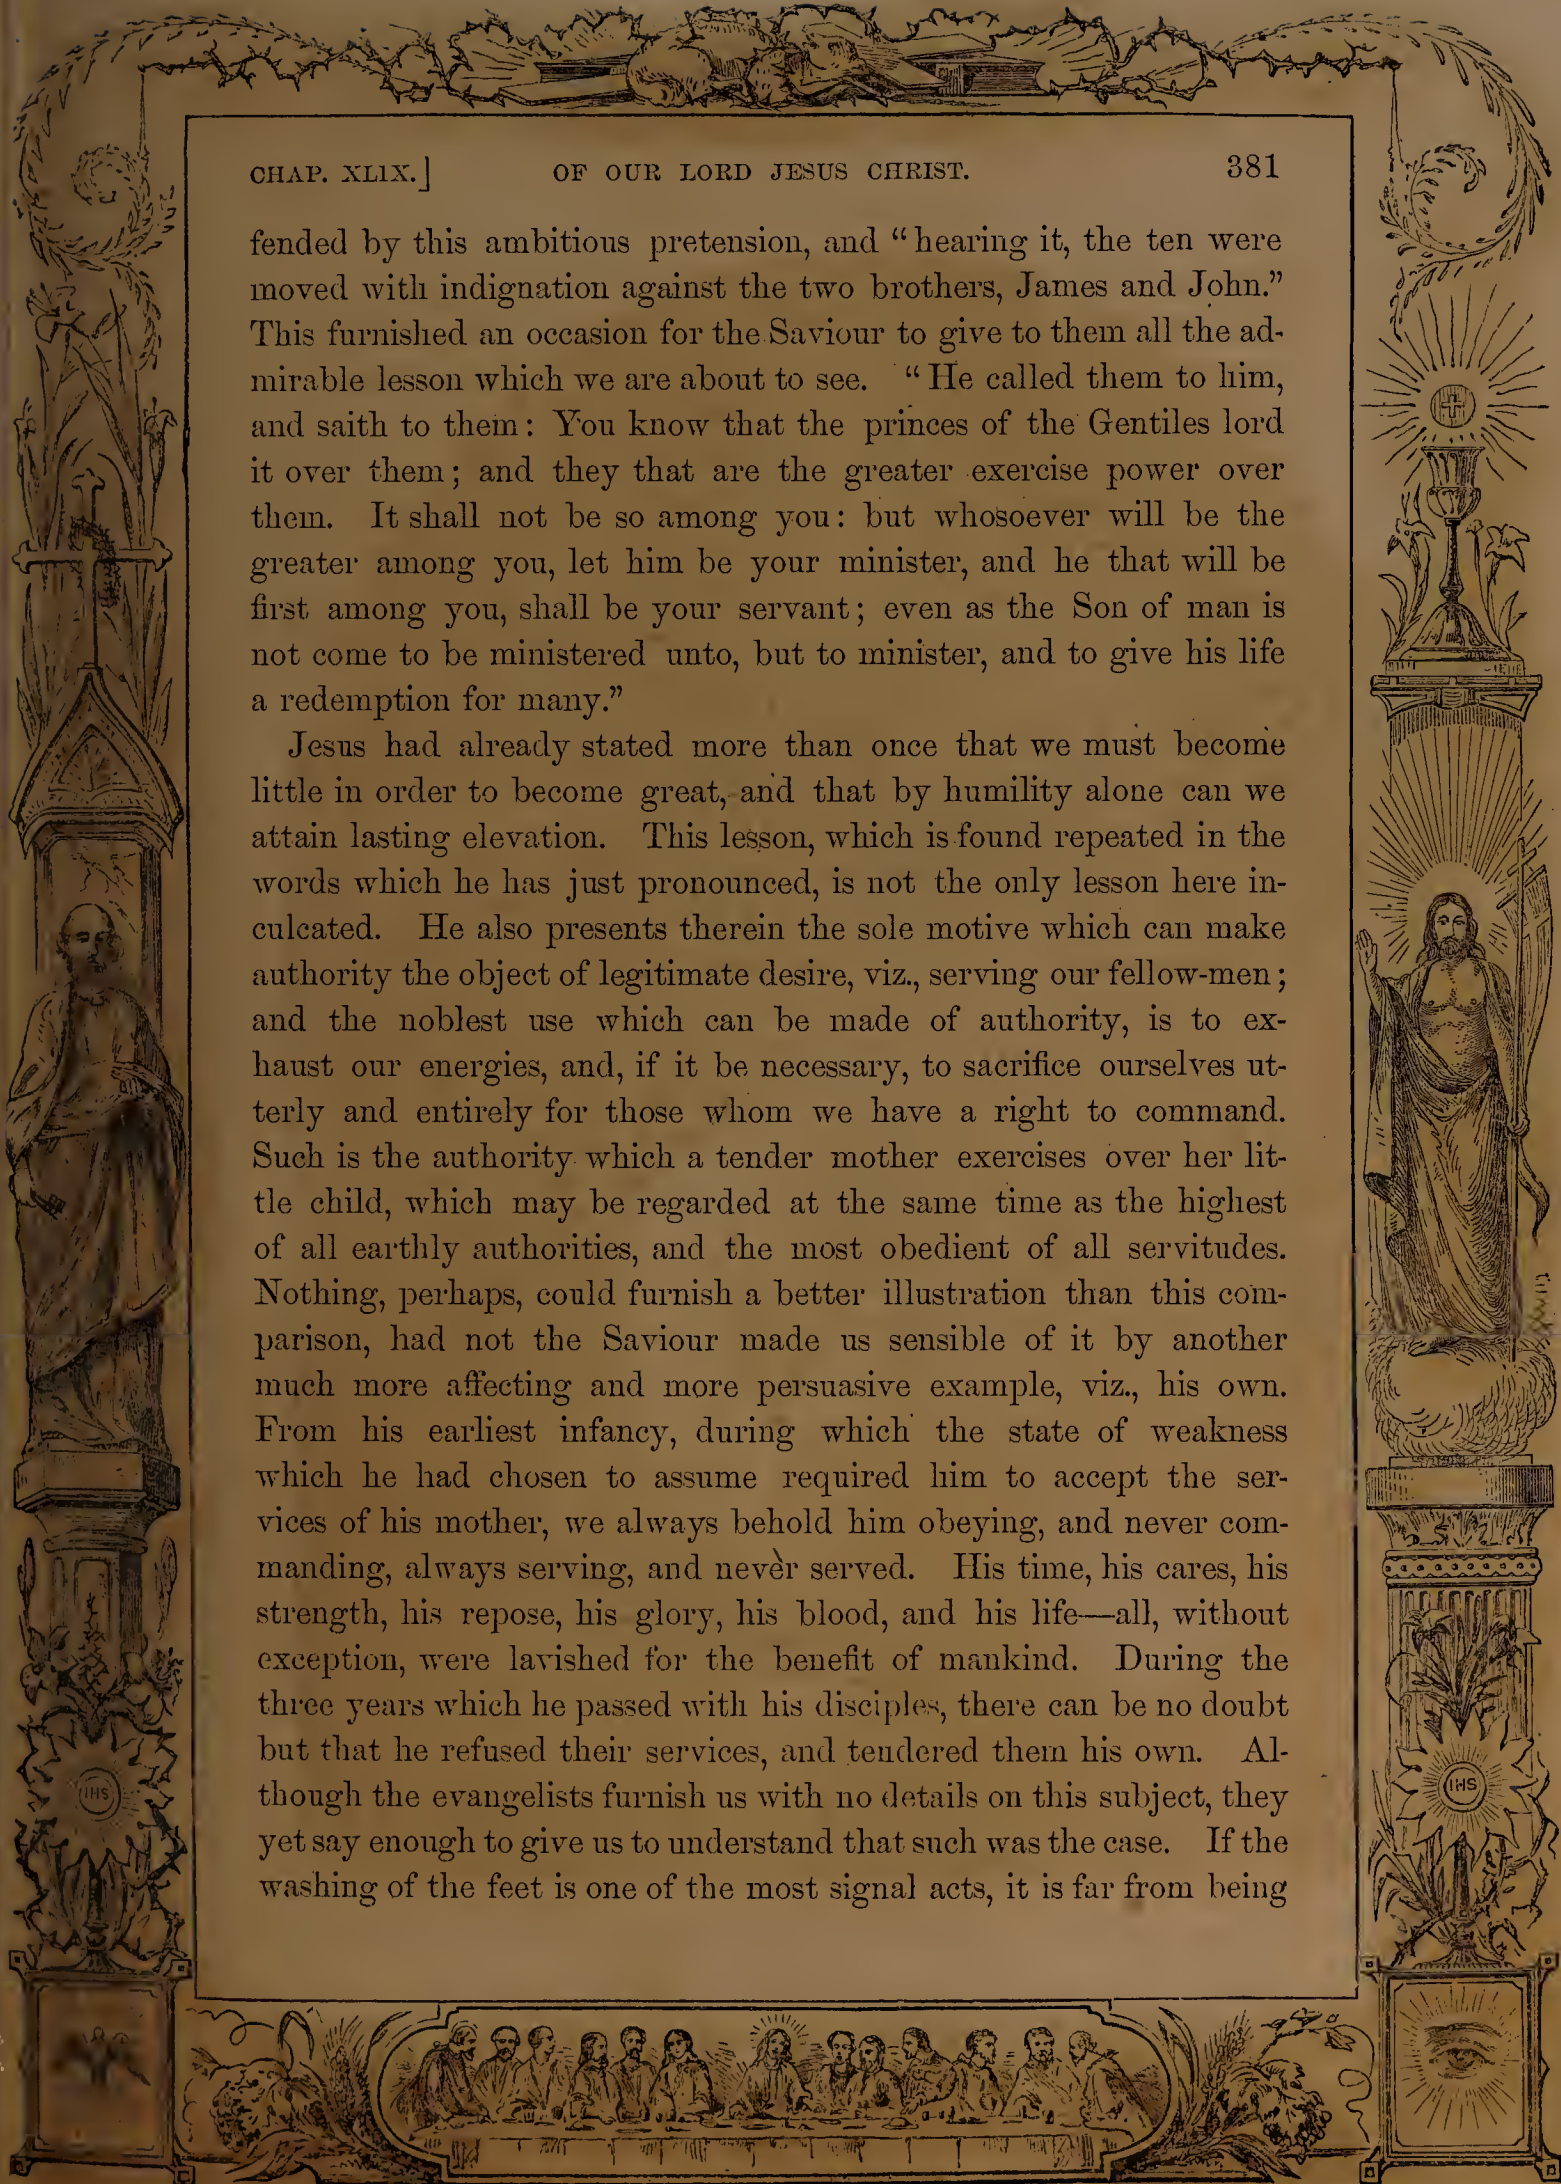 CHAP. XLIX.] OF OUR LORD JESUS CHRIST. 381
fended by this ambitious pretension, and “hearing it, the ten were
moved with indignation against the two brothers, James and John.”
This furnished an occasion for the Saviour to give to them all the ad-
mirable lesson which we are about to see. “He called them to him,
and saith to them: You know that the princes of the Gentiles lord
it over them; and they that are the greater exercise power over
them. It shall not be so among you: but whosoever will be the
greater among you, let him be your minister, and he that will be
first among you, shall be your servant; even as the Son of man is
not come to be ministered unto, but to minister, and to give his life
a redemption for many.”
Jesus had already stated more than once that we must become
little in order to become great, and that by humility alone can we
attain lasting elevation. This lesson, which is found repeated in the
words which he has just pronounced, is not the only lesson here in-
culcated. He also presents therein the sole motive which can make
authority the object of legitimate desire, viz., serving our fellow-men;
and the noblest use which can be made of authority, is to ex-
haust our energies, and, if it be necessary, to sacrifice ourselves ut-
terly and entirely for those whom we have a right to command.
Such is the authority which a tender mother exercises over her lit-
tle child, which may be regarded at the same time as the highest
of all earthly authorities, and the most obedient of all servitudes.
Nothing, perhaps, could furnish a better illustration than this com-
parison, had not the Saviour made us sensible of it by another
much more affecting and more persuasive example, viz., his own.
From his earliest infancy, during which the state of weakness
which he had chosen to assume required him to accept the ser-
vices of his mother, we always behold him obeying, and never com-
manding, always serving, and never served. His time, his cares, his
strength, his repose, his glory, his blood, and his life—all, without
exception, were lavished for the benefit of mankind. During the
three years which he passed with his disciples, there can be no doubt
but that he refused their services, and tendered them his own. Al-
though the evangelists furnish us with no details on this subject, they
yet say enough to give us to understand that such was the case. If the
washing of the feet is one of the most signal acts, it is far from being
IHS
IHS